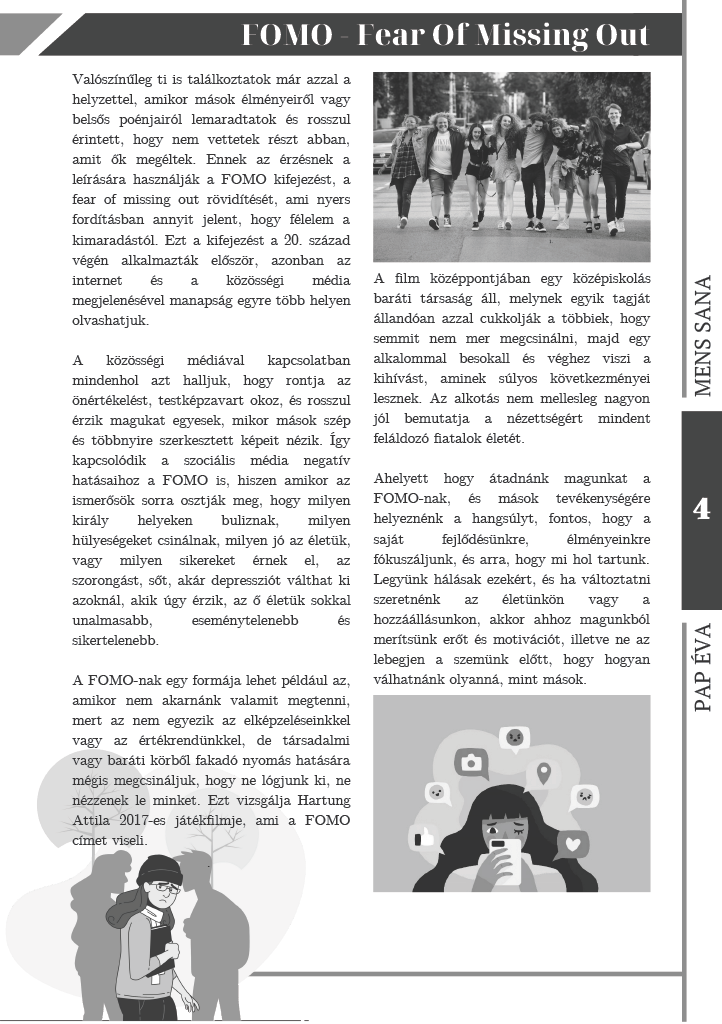 FOMO - Fear Of Missing Out
Valószínűleg ti is találkoztatok már azzal a
helyzettel, amikor mások élményeiről vagy
belsős poénjairól lemaradtatok és rosszul
érintett, hogy nem vettetek részt abban,
amit ők megéltek. Ennek az érzésnek a
leírására használják a FOMO kifejezést, a
fear of missing out rövidítését, ami nyers
fordításban annyit jelent, hogy félelem a
kimaradástól. Ezt a kifejezést a 20. század
végén alkalmazták először, azonban az
internet és a közösségi média
megjelenésével manapság egyre több helyen
olvashatjuk.
A közösségi médiával kapcsolatban
mindenhol azt halljuk, hogy rontja az
önértékelést, testképzavart okoz, és rosszul
érzik magukat egyesek, mikor mások szép
és többnyire szerkesztett képeit nézik. Így
kapcsolódik a szociális média negatív
hatásaihoz a FOMO is, hiszen amikor az
ismerősök sorra osztják meg, hogy milyen
király helyeken buliznak, milyen
hülyeségeket csinálnak, milyen jó az életük,
vagy milyen sikereket érnek el, az
szorongást, sőt, akár depressziót válthat ki
azoknál, akik úgy érzik, az ő életük sokkal
unalmasabb, eseménytelenebb és
sikertelenebb.
A FOMO-nak egy formája lehet például az,
amikor nem akarnánk valamit megtenni,
mert az nem egyezik az elképzeléseinkkel
vagy az értékrendünkkel, de társadalmi
vagy baráti körből fakadó nyomás hatására
mégis megcsináljuk, hogy ne lógjunk ki, ne
nézzenek le minket. Ezt vizsgálja Hartung
Attila 2017-es játékfilmje, ami a FOMO
címet viseli.
A film középpontjában egy középiskolás
baráti társaság áll, melynek egyik tagját
állandóan azzal cukkolják a többiek, hogy
semmit nem mer megcsinálni, majd egy
alkalommal besokall és véghez viszi a
kihívást, aminek súlyos következményei
lesznek. Az alkotás nem mellesleg nagyon
jól bemutatja a nézettségért mindent
feláldozó fiatalok életét.
Ahelyett hogy átadnánk magunkat a
FOMO-nak, és mások tevékenységére
helyeznénk a hangsúlyt, fontos, hogy a
saját fejlődésünkre, élményeinkre
fókuszáljunk, és arra, hogy mi hol tartunk.
Legyünk hálásak ezekért, és ha változtatni
szeretnénk az életünkön vagy a
hozzáállásunkon, akkor ahhoz magunkból
merítsünk erőt és motivációt, illetve ne az
lebegjen a szemünk előtt, hogy hogyan
válhatnánk olyanná, mint mások.
MENS SANA
4
PAP ÉVA